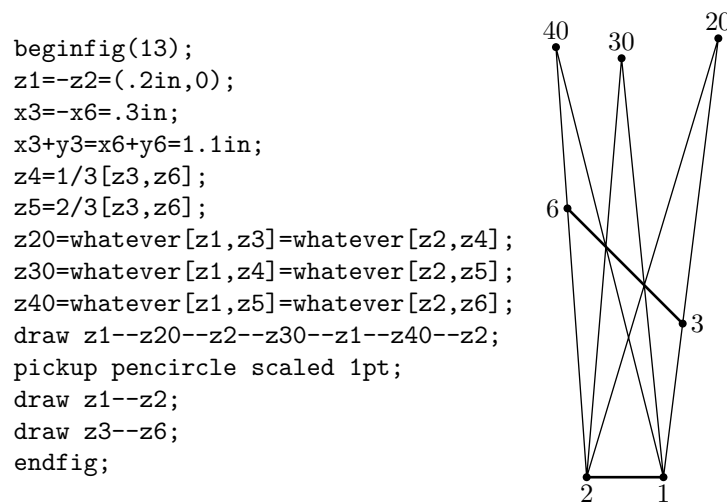 beginfig(13);
z1=-z2=(.2in,0);
x3=-x6=.3in;
x3+y3=x6+y6=1.1in;
z4=1/3[z3,z6];
z5=2/3[z3,z6];
z20=whatever[z1,z3]=whatever[z2,z4];
z30=whatever[z1,z4]=whatever[z2,z5];
z40=whatever[z1,z5]=whatever[z2,z6];
draw z1--z20--z2--z30--z1--z40--z2;
pickup pencircle scaled 1pt;
draw z1--z2;
draw z3--z6;
endfig;
40 30 20
6
3
2 1